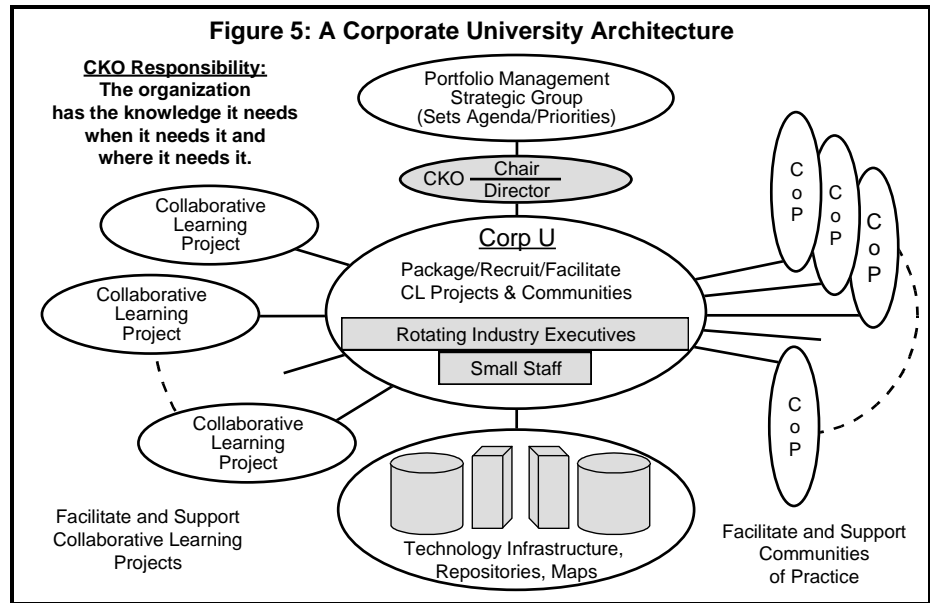 Figure 5: A Corporate University Architecture
CKO Responsibility:
The organization
has the knowledge it needs
when it needs it and
where it needs it.
Portfolio Management
Strategic Group
(Sets Agenda/Priorities)
CKO
Chair
Director
Collaborative
Learning
Project
Collaborative
Learning
Project
Collaborative
Learning
Project
Corp U
Package/Recruit/Facilitate
CL Projects & Communities
Rotating Industry Executives
Small Staff
C
o
P
C
o
P
C
o
P
C
o
P
Technology Infrastructure,
Repositories, Maps
Facilitate and Support
Collaborative Learning
Projects
Facilitate and Support
Communities
of Practice